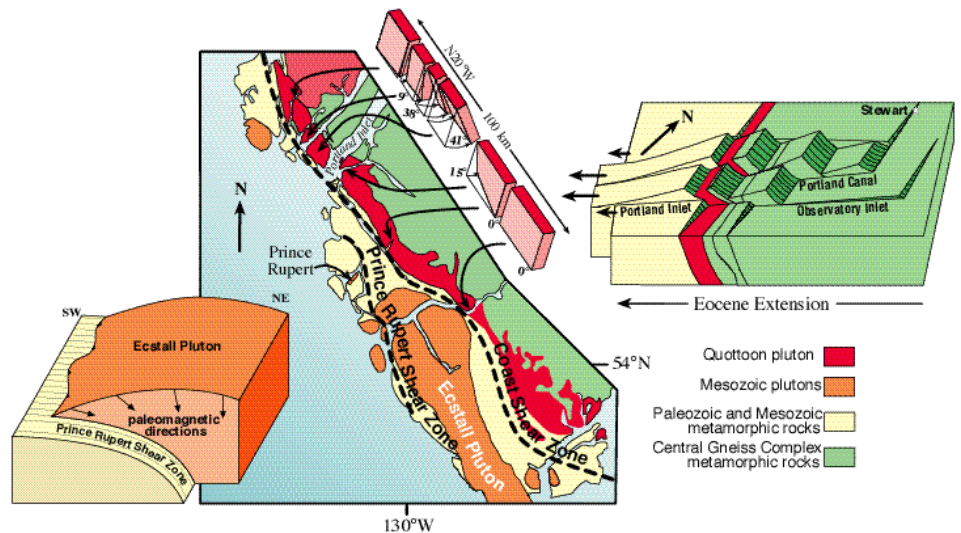 N20°W
100 km
9°
38°
41°
15°
0°
0°
N
Portland Inlet
Prince
Rupert
Prince Rupert Shear Zone
Coast Shear Zone
Ecstall Pluton
54°N
130°W
SW
NE
Ecstall Pluton
paleomagnetic
directions
Prince Rupert Shear Zone
N
Stewart
Portland Canal
Portland Inlet
Observatory Inlet
Eocene Extension
Quottoon pluton
Mesozoic plutons
Paleozoic and Mesozoic
metamorphic rocks
Central Gneiss Complex
metamorphic rocks